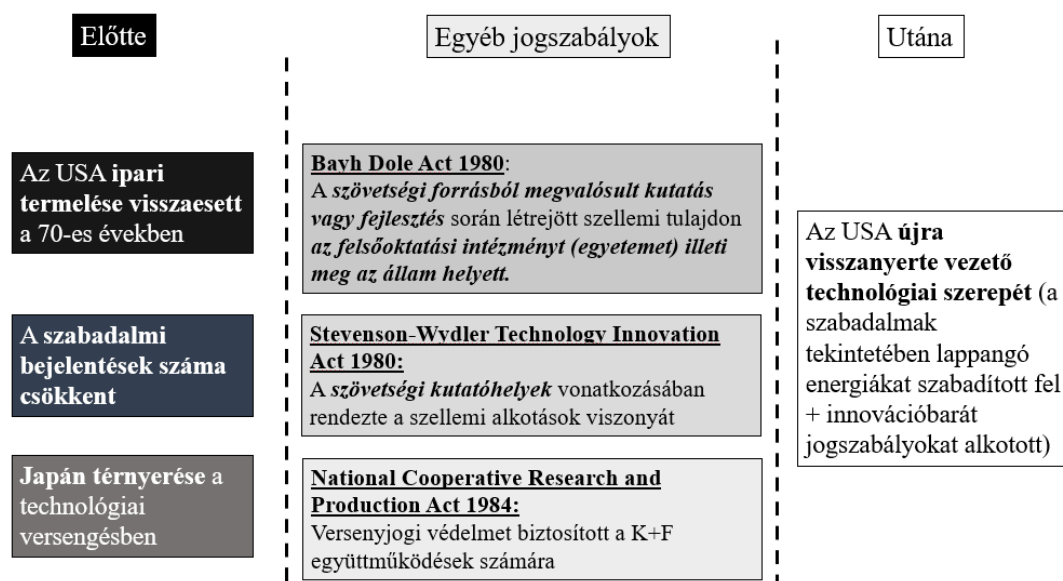 Előtte
Egyéb jogszabályok
Utána
Az USA ipari
termelése visszaesett
a 70-es években
A szabadalmi
bejelentések száma
csökkent
Japán térnyerése a
technológiai
versengésben
Bayh Dole Act 1980:
A szövetségi forrásból megvalósult kutatás
vagy fejlesztés során létrejött szellemi tulajdon
az felsőoktatási intézményt (egyetemet) illeti
meg az állam helyett.
Stevenson-Wydler Technology Innovation
Act 1980:
A szövetségi kutatóhelyek vonatkozásában
rendezte a szellemi alkotások viszonyát
National Cooperative Research and
Production Act 1984:
Versenyjogi védelmet biztosított a K+F
együttműködések számára
Az USA újra
visszanyerte vezető
technológiai szerepét (a
szabadalmak
tekintetében lappangó
energiákat szabadított fel
+ innovációbarát
jogszabályokat alkotott)